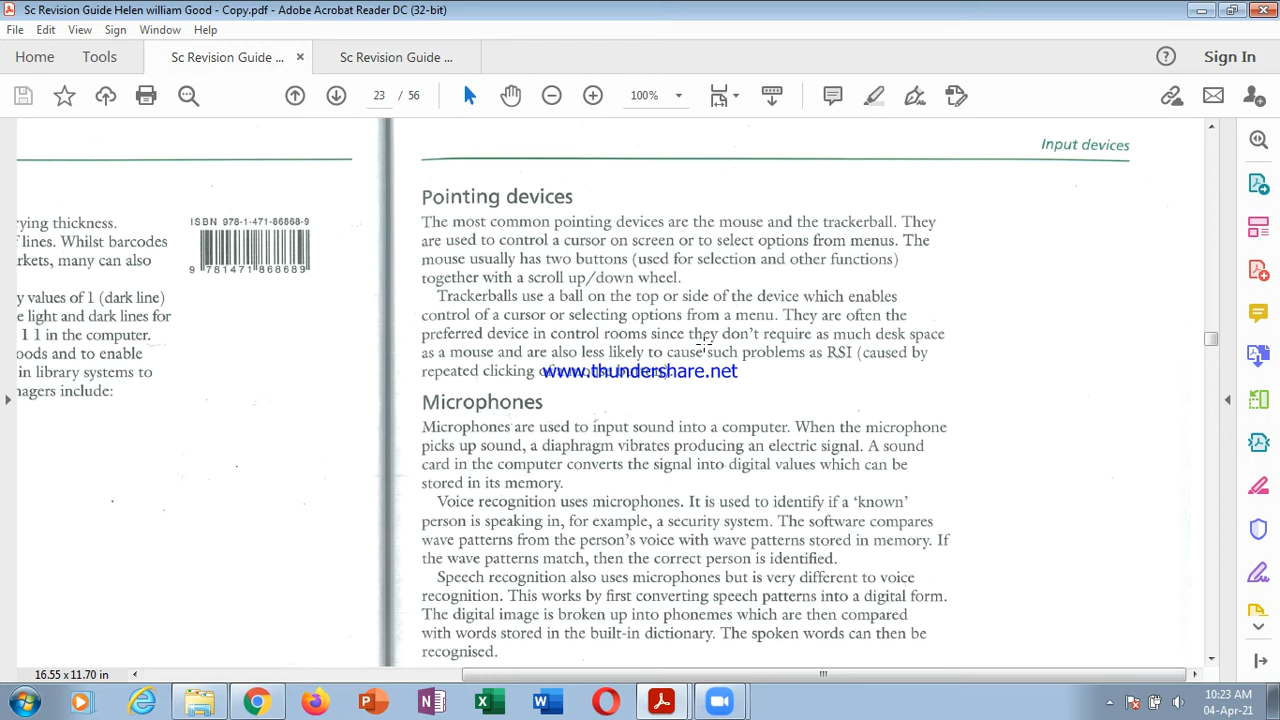 Sc Revision Guide Helen william Good - Copy.pdf - Adobe Acrobat Reader DC (32-bit)
File Edit View Sign Window Help
Home Tools Sc Revision Guide ... × Sc Revision Guide ... Sign In
23 / 56 100%
Input devices
rying thickness.
f lines. Whilst barcodes
rkets, many can also
ISBN 978-1-471-86868-9
9 781471 868689
y values of 1 (dark line)
e light and dark lines for
1 1 in the computer.
oods and to enable
in library systems to
nagers include:
Pointing devices
The most common pointing devices are the mouse and the trackerball. They
are used to control a cursor on screen or to select options from menus. The
mouse usually has two buttons (used for selection and other functions)
together with a scroll up/down wheel.
Trackerballs use a ball on the top or side of the device which enables
control of a cursor or selecting options from a menu. They are often the
preferred device in control rooms since they don't require as much desk space
as a mouse and are also less likely to cause such problems as RSI (caused by
repeated clicking
www.thundershare.net
Microphones
Microphones are used to input sound into a computer. When the microphone
picks up sound, a diaphragm vibrates producing an electric signal. A sound
card in the computer converts the signal into digital values which can be
stored in its memory.
Voice recognition uses microphones. It is used to identify if a 'known'
person is speaking in, for example, a security system. The software compares
wave patterns from the person's voice with wave patterns stored in memory. If
the wave patterns match, then the correct person is identified.
Speech recognition also uses microphones but is very different to voice
recognition. This works by first converting speech patterns into a digital form.
The digital image is broken up into phonemes which are then compared
with words stored in the built-in dictionary. The spoken words can then be
recognised.
16.55 x 11.70 in
10:23 AM
04-Apr-21